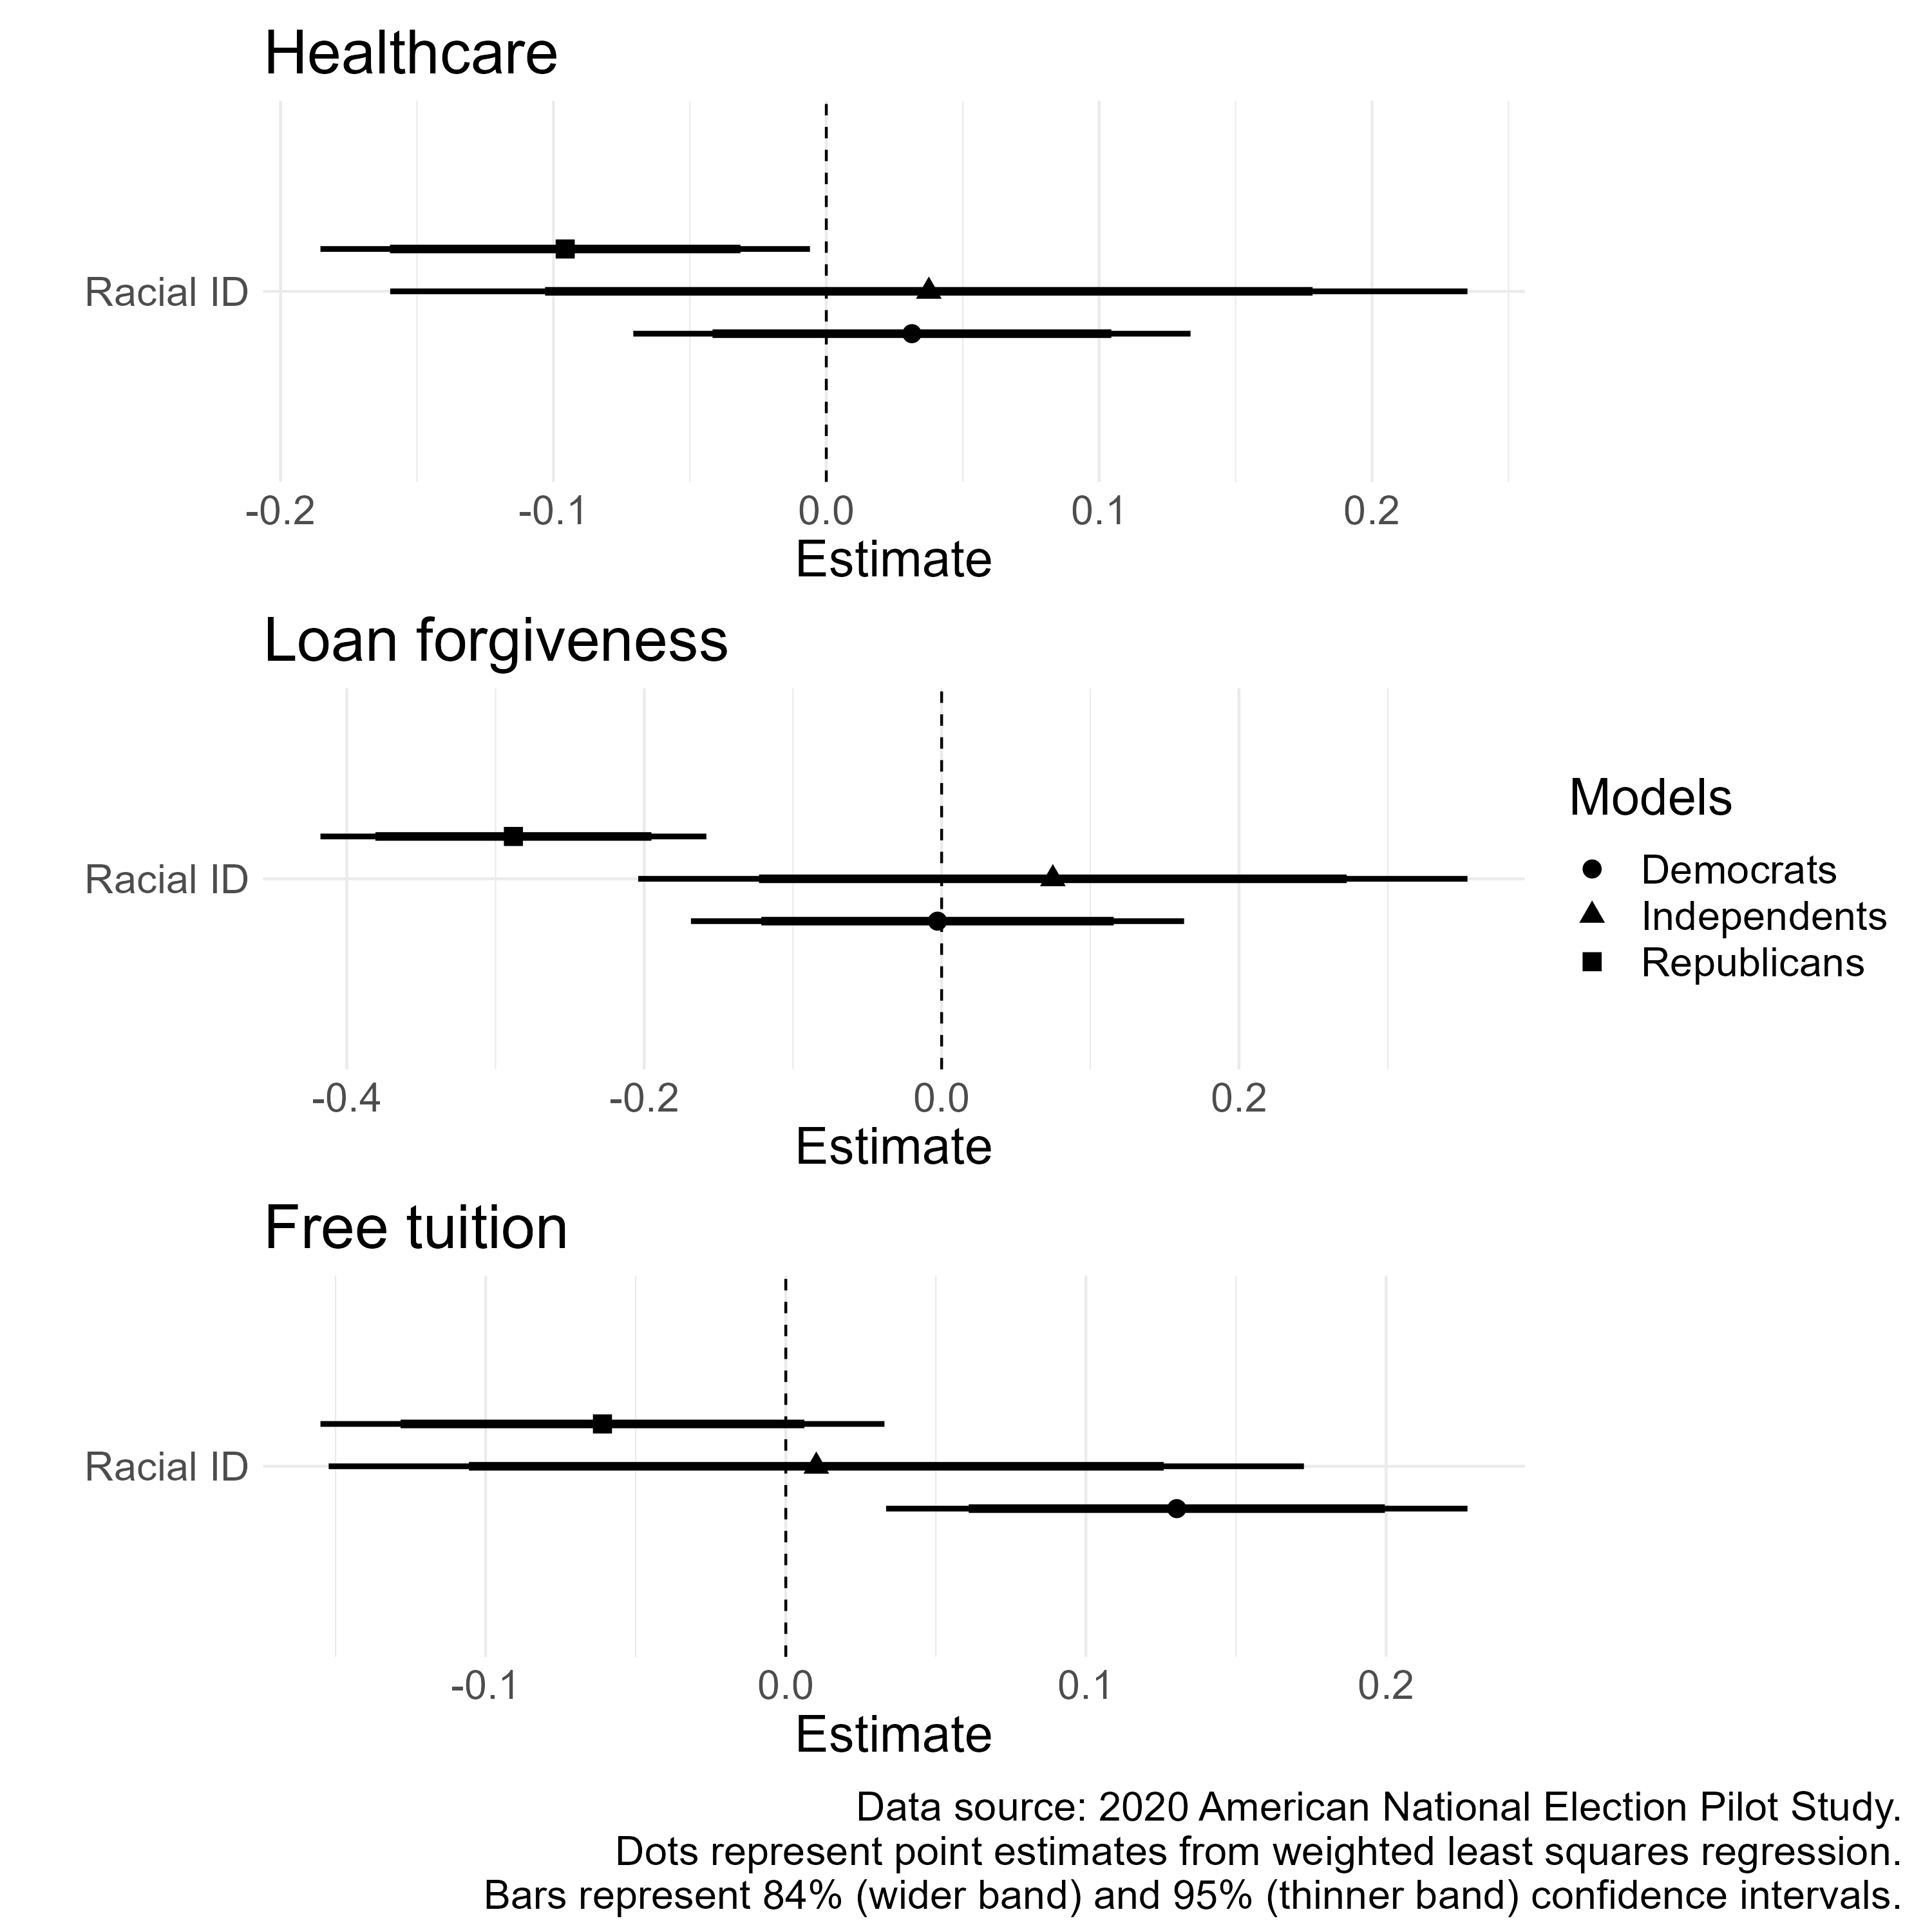 Healthcare
Racial ID
-0.2 -0.1 0.0 0.1 0.2
Estimate
Loan forgiveness
Racial ID
-0.4 -0.2 0.0 0.2
Estimate
Models
Democrats
Independents
Republicans
Free tuition
Racial ID
-0.1 0.0 0.1 0.2
Estimate
Data source: 2020 American National Election Pilot Study.
Dots represent point estimates from weighted least squares regression.
Bars represent 84% (wider band) and 95% (thinner band) confidence intervals.